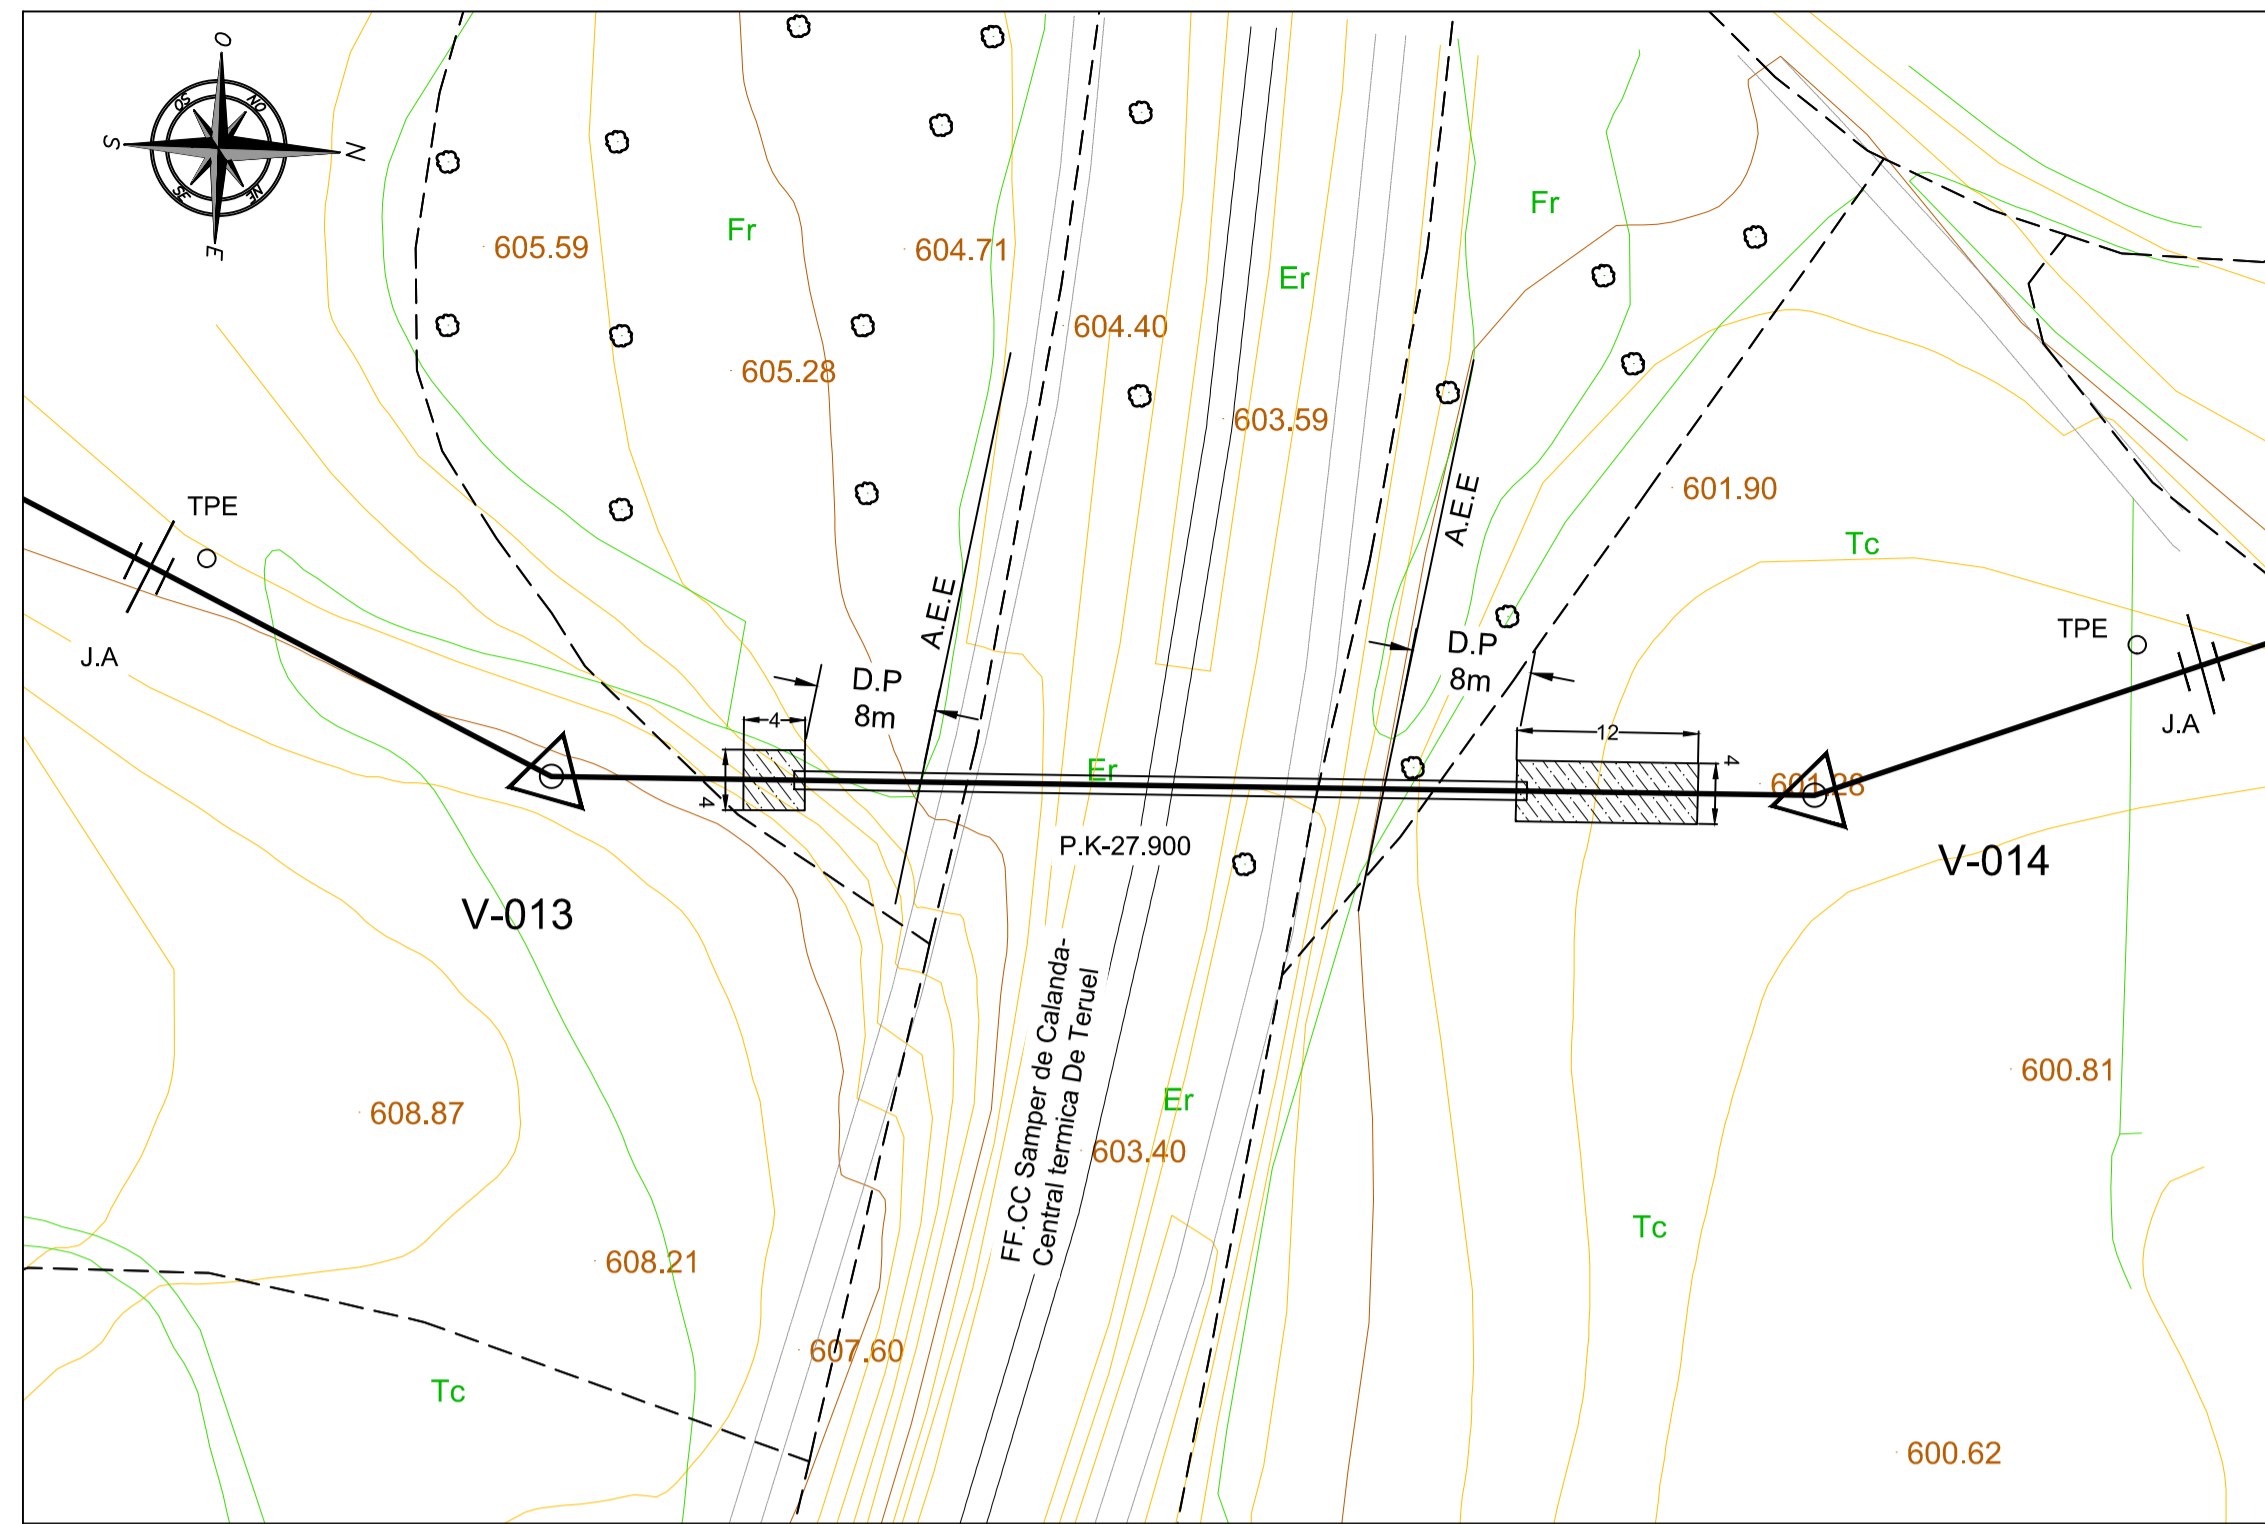 O
SO
NO
S
N
SE
NE
E
Fr
Fr
605.59
604.71
Er
604.40
605.28
603.59
601.90
TPE
A.E.E
Tc
A.E.E
TPE
J.A
D.P
8m
D.P
8m
4
4
12
4
J.A
Er
601.28
P.K-27.900
V-013
V-014
FF.CC Samper de Calanda-
Central termica De Teruel
600.81
608.87
Er
603.40
Tc
608.21
607.60
Tc
600.62